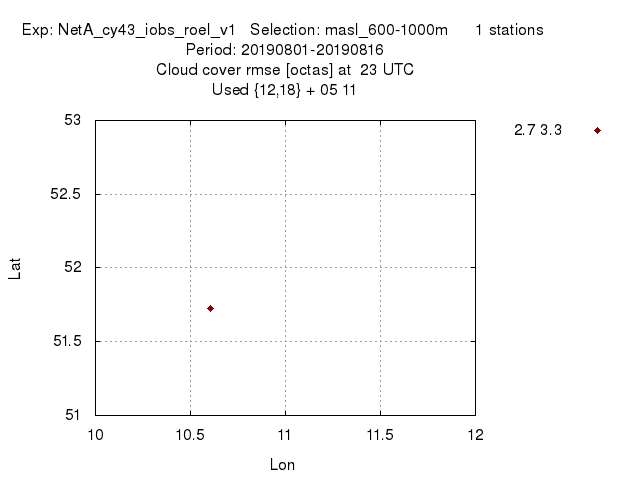 Exp: NetA_cy43_iobs_roel_v1   Selection: masl_600-1000m      1 stations
Period: 20190801-20190816
Cloud cover rmse [octas] at  23 UTC
Used {12,18} + 05 11
2.7 3.3
53
52.5
52
51.5
51
Lat
10 10.5 11 11.5 12
Lon